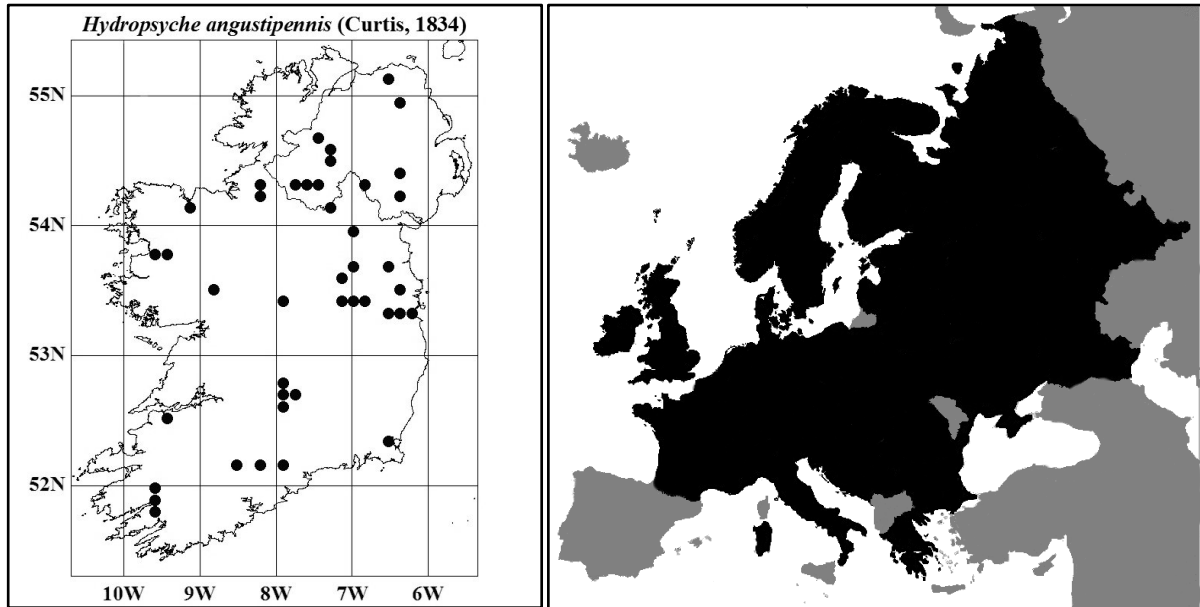 Hydropsyche angustipennis (Curtis, 1834)
55N
54N
53N
52N
10W 9W 8W 7W 6W